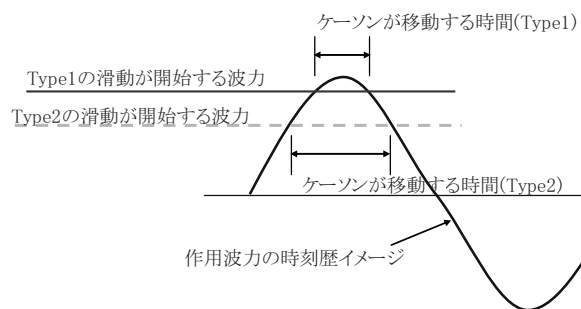 ケーソンが移動する時間(Type1)
Type1の滑動が開始する波力
Type2の滑動が開始する波力
ケーソンが移動する時間(Type2)
作用波力の時刻歴イメージ